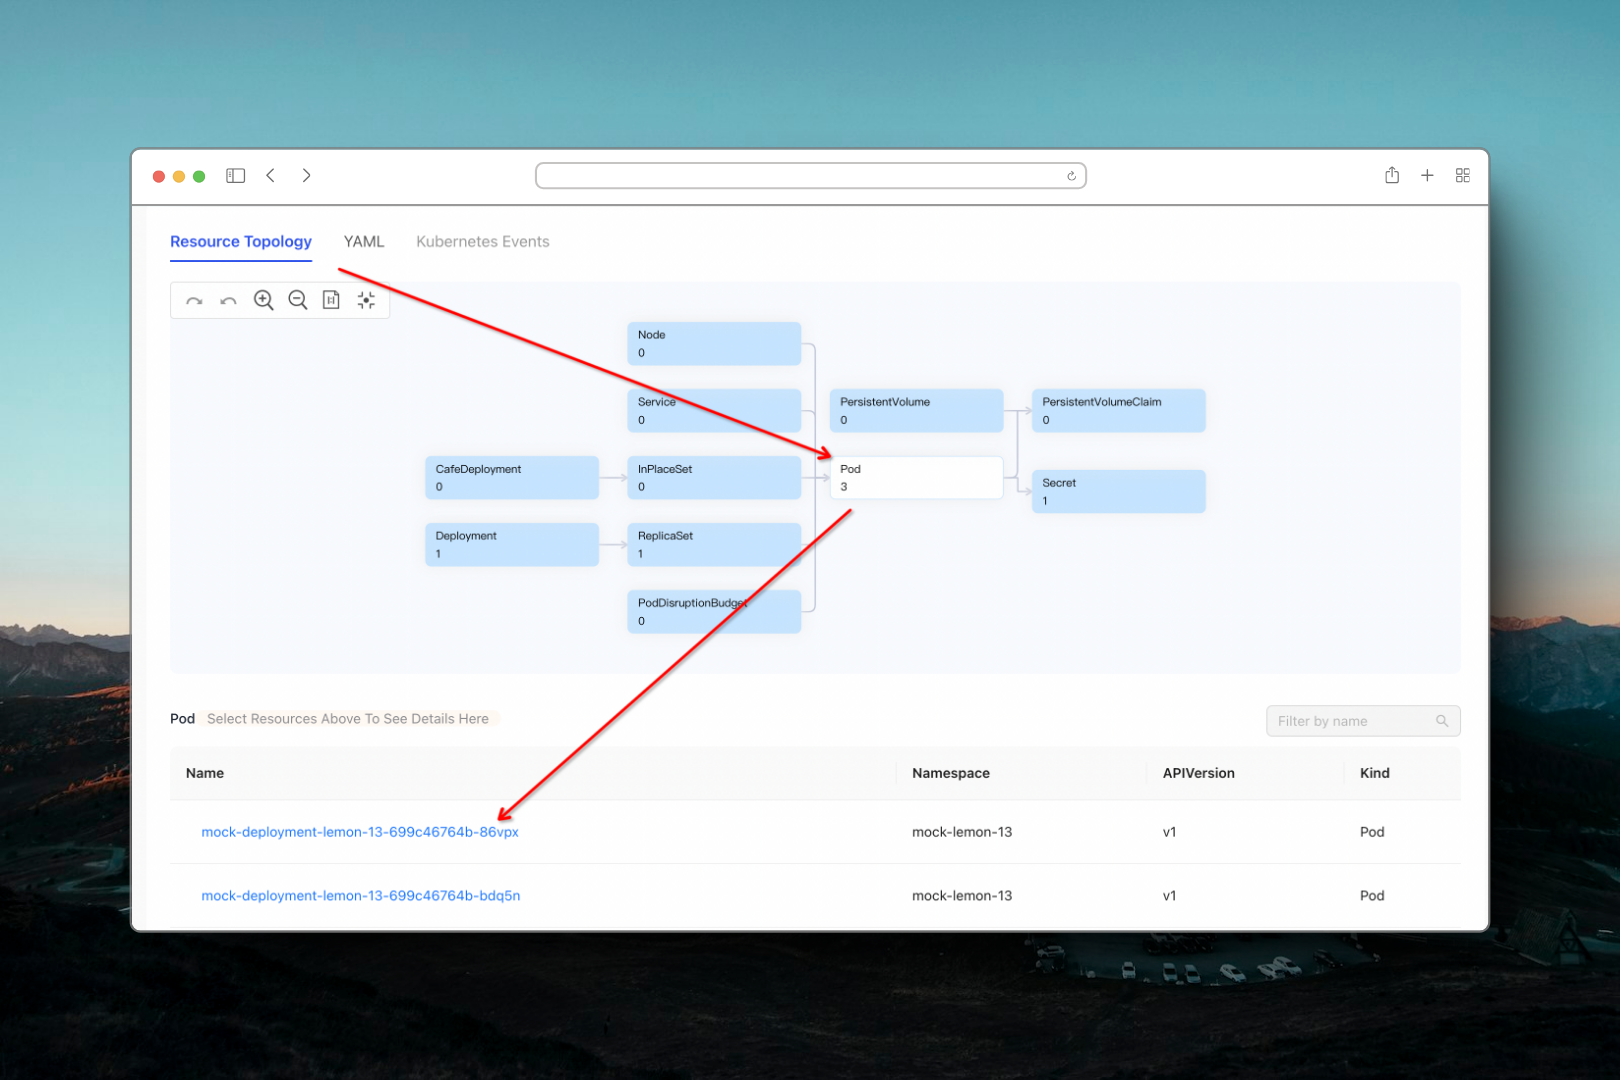 Resource Topology YAML Kubernetes Events
Node
0
Service
0
PersistentVolume
0
PersistentVolumeClaim
0
CafeDeployment
0
InPlaceSet
0
Pod
3
Secret
1
Deployment
1
ReplicaSet
1
PodDisruptionBudget
0
Pod Select Resources Above To See Details Here
Filter by name
Name Namespace APIVersion Kind
mock-deployment-lemon-13-699c46764b-86vpx mock-lemon-13 v1 Pod
mock-deployment-lemon-13-699c46764b-bdq5n mock-lemon-13 v1 Pod